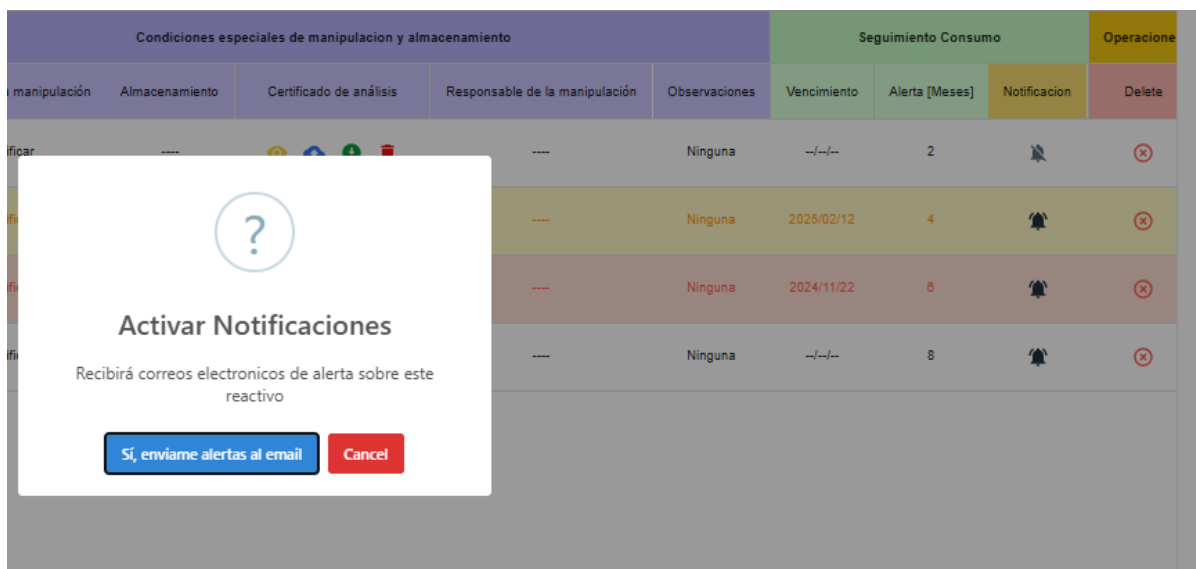 Condiciones especiales de manipulacion y almacenamiento
Seguimiento Consumo
Operacione
manipulación
Almacenamiento
Certificado de análisis
Responsable de la manipulación
Observaciones
Vencimiento
Alerta [Meses]
Notificacion
Delete
ificar
----
----
Ninguna
--/--/--
2
----
Ninguna
2025/02/12
4
----
Ninguna
2024/11/22
6
----
Ninguna
--/--/--
8
?
Activar Notificaciones
Recibirá correos electronicos de alerta sobre este
reactivo
Sí, enviame alertas al email
Cancel